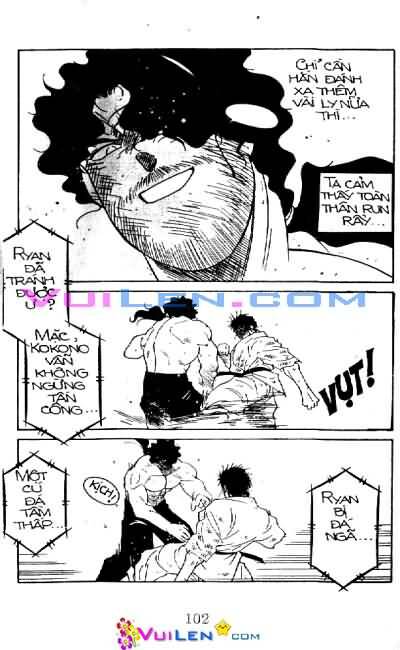 CHỈ CẦN
HẮN ĐÁNH
XA THÊM
VÀI LY NỮA
THÌ...
TA CẢM
THẤY TOÀN
THÂN RUN
RẨY...
RYAN
ĐÃ
TRÁNH
ĐƯỢC
Ư ?
VUILEN.COM
MẶC,
KOKONO
VẪN
KHÔNG
NGỪNG
TẤN
CÔNG...
VỤT!
MỘT
CÚ
ĐÁ
TẦM
THẤP...
KỊCH!
RYAN
BỊ
ĐÁ
NGÃ...
102
VUILEN.COM